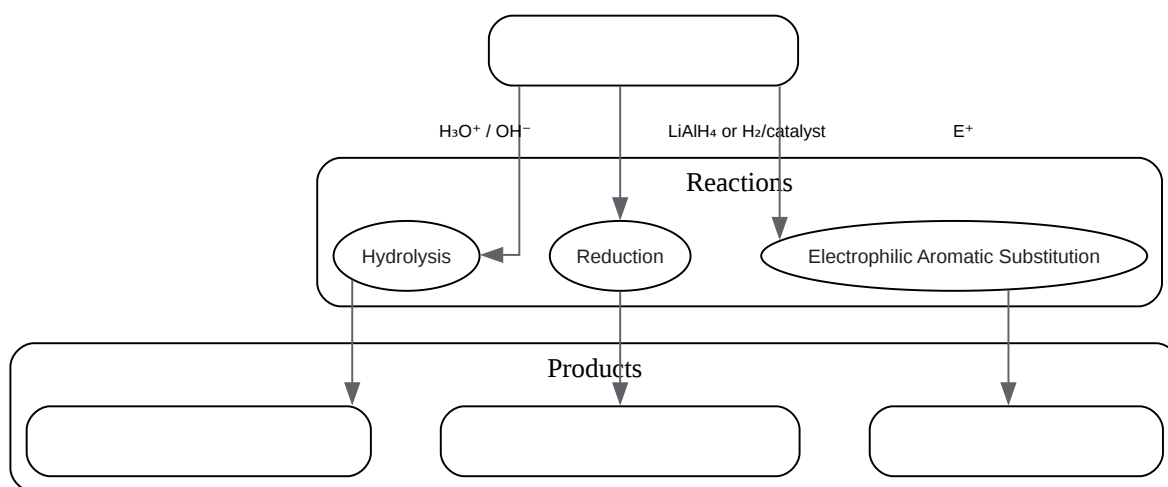 H₃O⁺ / OH⁻
LiAlH₄ or H₂/catalyst
E⁺
Reactions
Hydrolysis
Reduction
Electrophilic Aromatic Substitution
Products